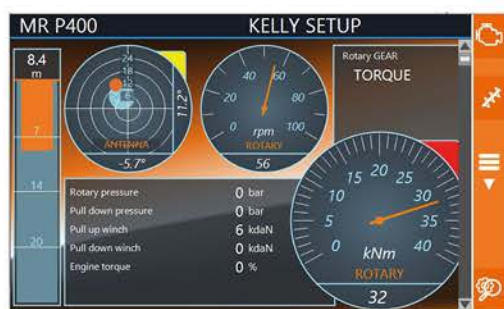 MR P400 KELLY SETUP
8.4
m
7
14
20
24
18
12
ANTENNA
-5.7°
11.2°
0 20 40 60 80 100
rpm
ROTARY
56
Rotary GEAR
TORQUE
Rotary pressure 0 bar
Pull down pressure 0 bar
Pull up winch 6 kdaN
Pull down winch 0 kdaN
Engine torque 0 %
0 5 10 15 20 25 30 35 40
kNm
ROTARY
32